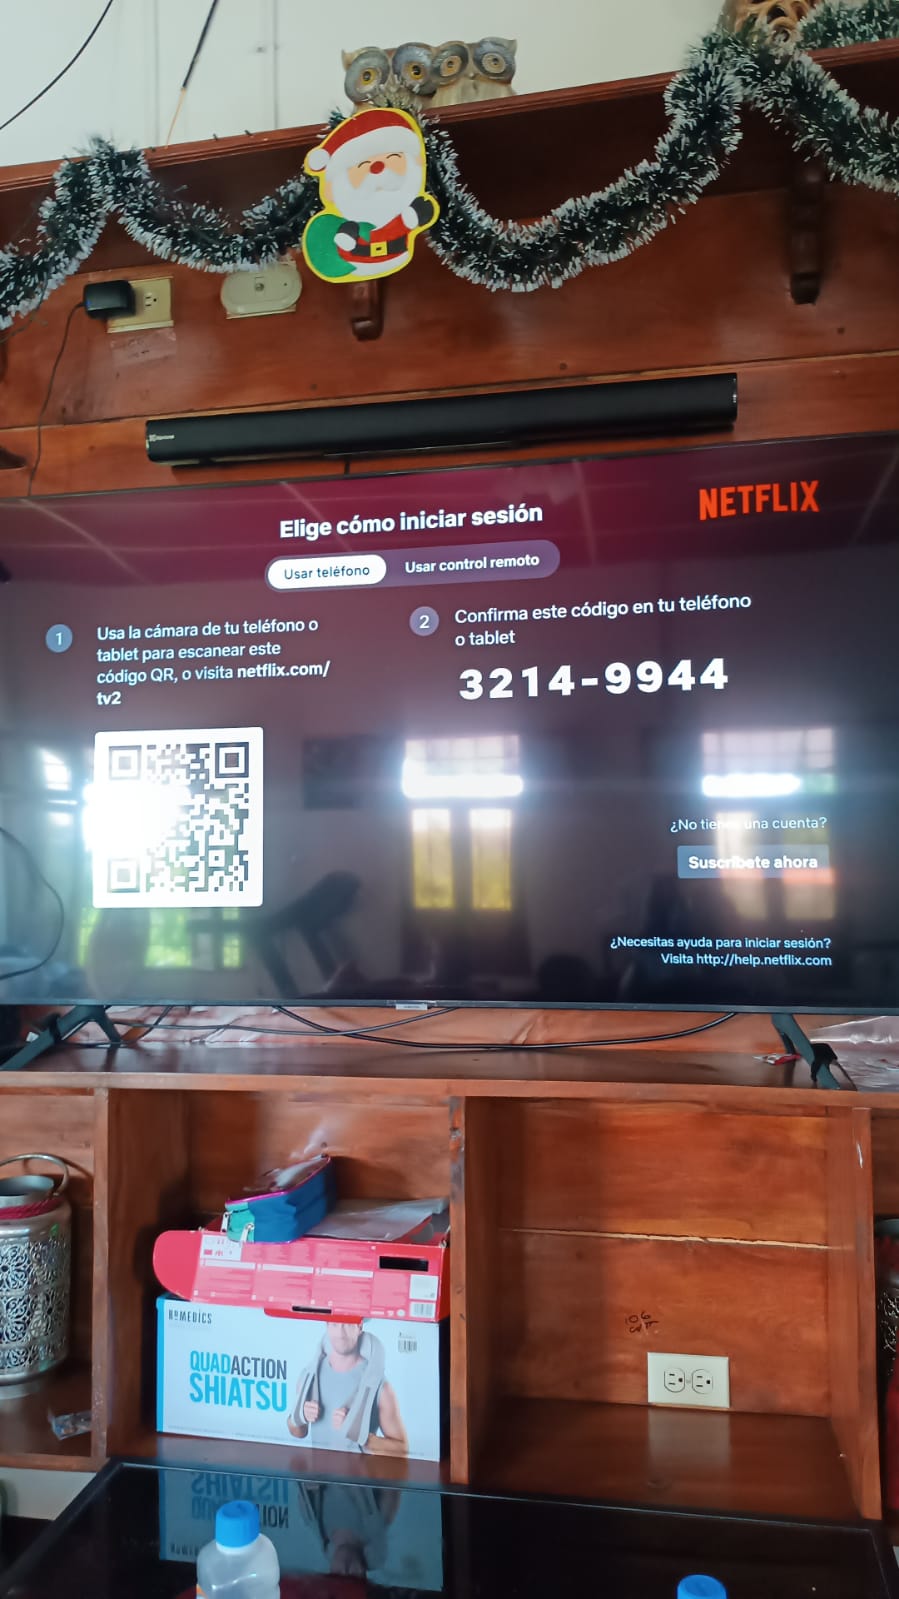 NETFLIX
Elige cómo iniciar sesión
Usar teléfono
Usar control remoto
1
Usa la cámara de tu teléfono o
tablet para escanear este
código QR, o visita netflix.com/
tv2
2
Confirma este código en tu teléfono
o tablet
3214-9944
¿No tienes una cuenta?
Suscríbete ahora
¿Necesitas ayuda para iniciar sesión?
Visita http://help.netflix.com
HOMEDICS
QUADACTION
SHIATSU